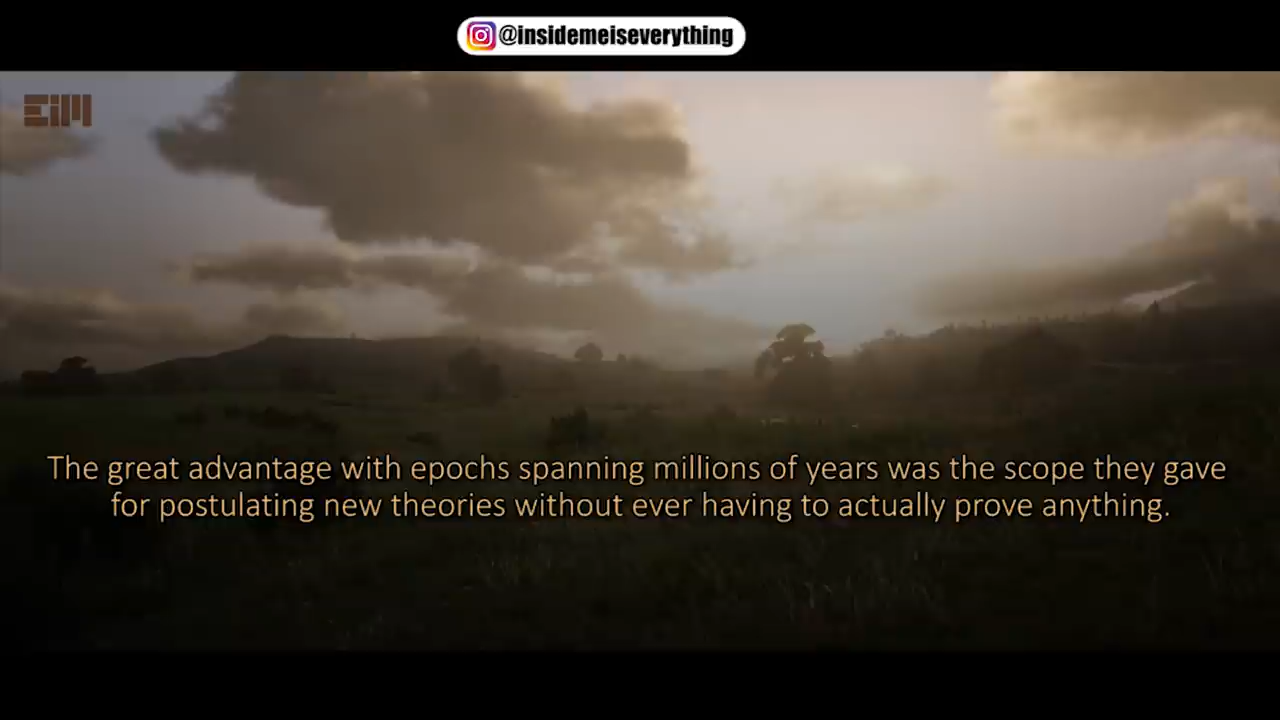 @insidemeiseverything
EiM
The great advantage with epochs spanning millions of years was the scope they gave
for postulating new theories without ever having to actually prove anything.